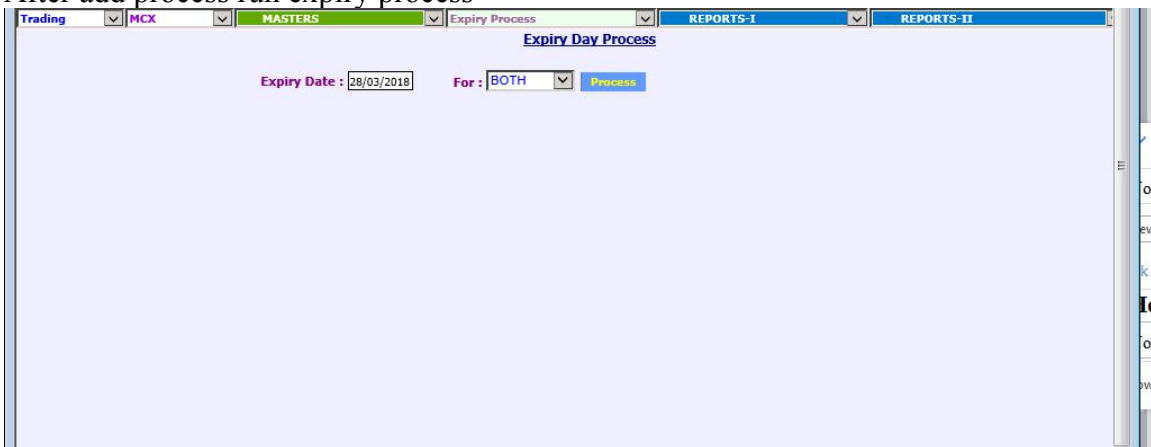 After add process run expiry process
Trading MCX MASTERS Expiry Process REPORTS-I REPORTS-II
Expiry Day Process
Expiry Date : 28/03/2018 For : BOTH Process